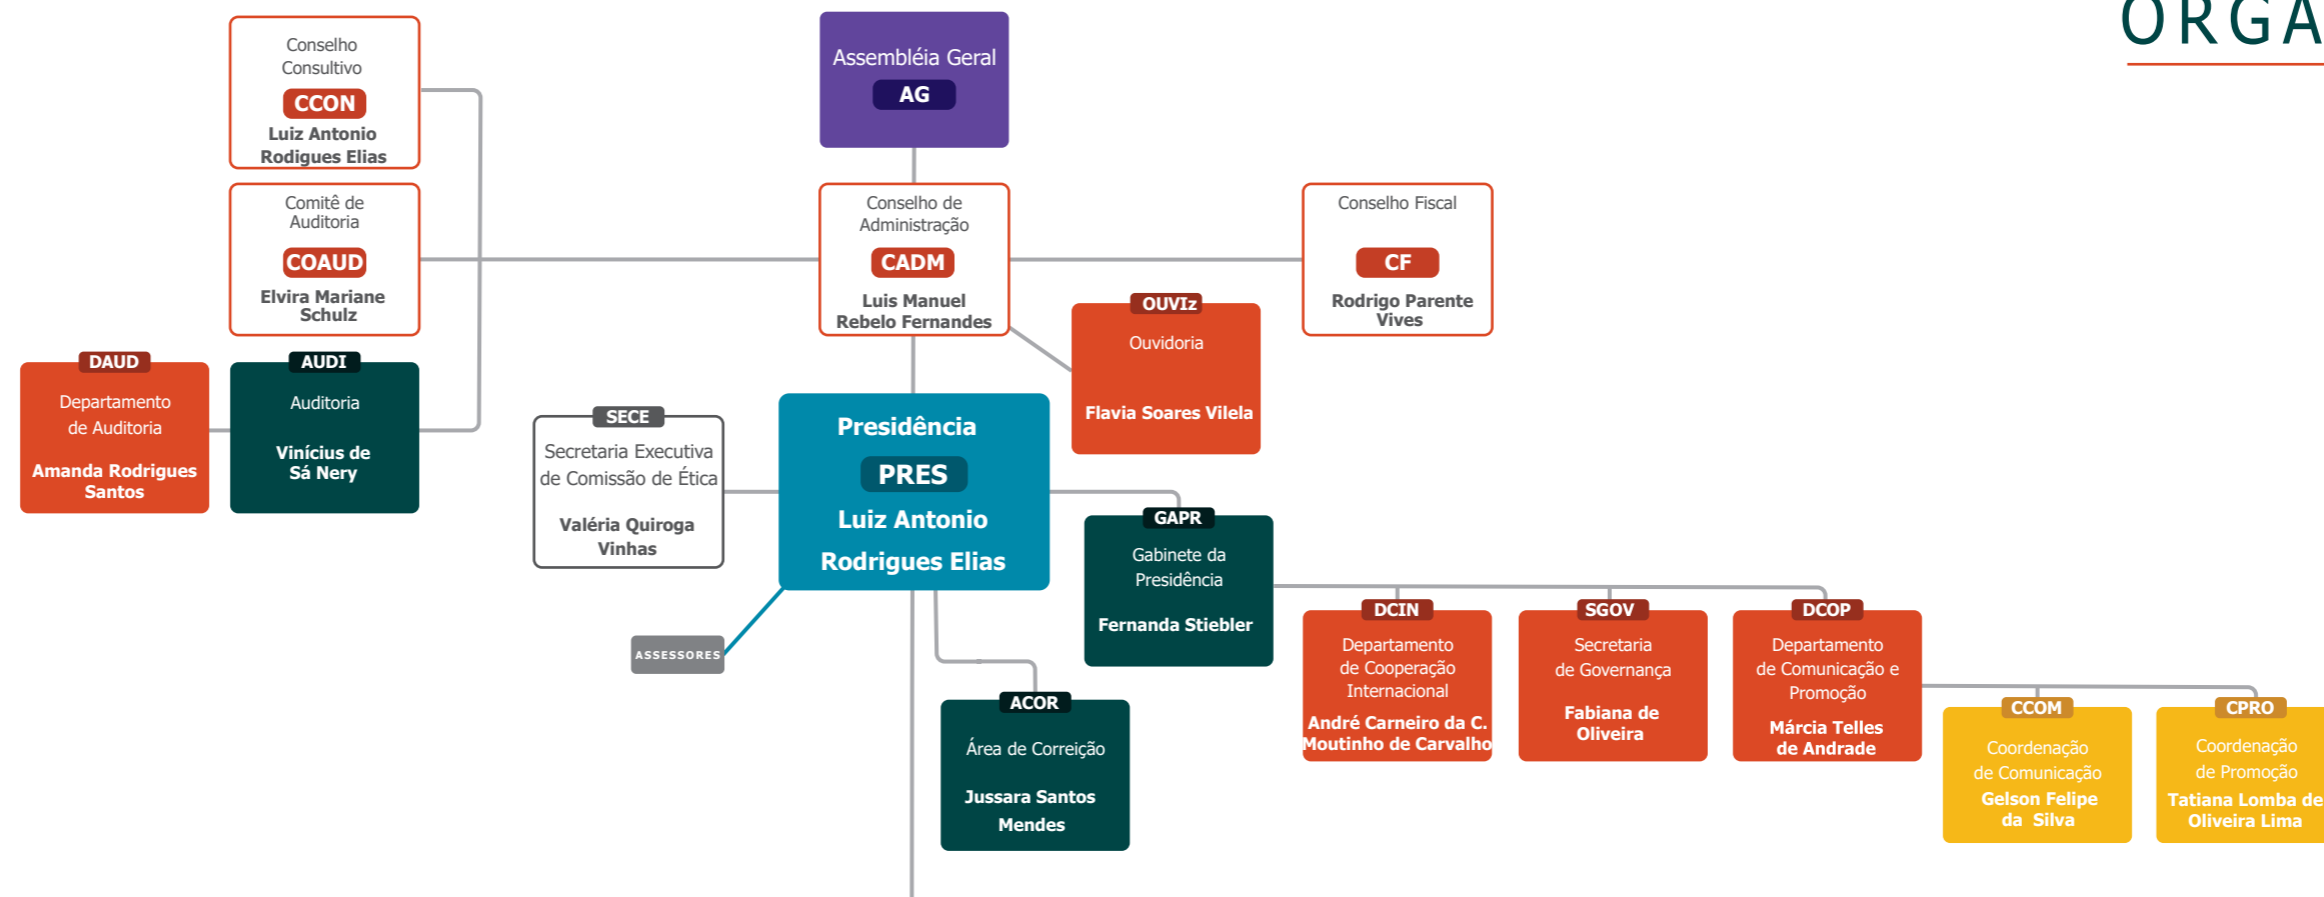 ORGA
Conselho
Consultivo
CCON
Luiz Antonio
Rodigues Elias
Assembléia Geral
AG
Comitê de
Auditoria
COAUD
Elvira Mariane
Schulz
Conselho de
Administração
CADM
Luis Manuel
Rebelo Fernandes
Conselho Fiscal
CF
Rodrigo Parente
Vives
OUVIz
Ouvidoria
Flavia Soares Vilela
DAUD
Departamento
de Auditoria
Amanda Rodrigues
Santos
AUDI
Auditoria
Vinícius de
Sá Nery
SECE
Secretaria Executiva
de Comissão de Ética
Valéria Quiroga
Vinhas
Presidência
PRES
Luiz Antonio
Rodrigues Elias
ASSESSORES
GAPR
Gabinete da
Presidência
Fernanda Stiebler
ACOR
Área de Correição
Jussara Santos
Mendes
DCIN
Departamento
de Cooperação
Internacional
André Carneiro da C.
Moutinho de Carvalho
SGOV
Secretaria
de Governança
Fabiana de
Oliveira
DCOP
Departamento
de Comunicação e
Promoção
Márcia Telles
de Andrade
CCOM
Coordenação
de Comunicação
Gelson Felipe
da Silva
CPRO
Coordenação
de Promoção
Tatiana Lomba de
Oliveira Lima